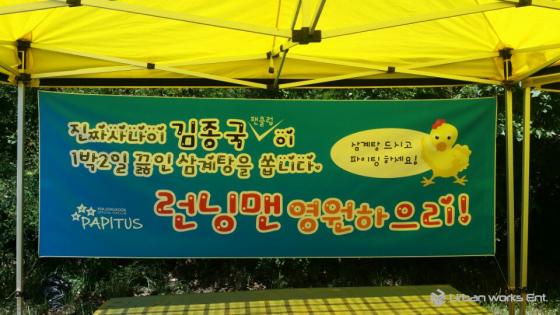 진짜사나이 김종국 팬클럽 이
1박2일 끓인 삼계탕을 쏩니다.
삼계탕 드시고
파이팅 하세요!
런닝맨 영원하으리!
PAPITUS
Urban works Ent